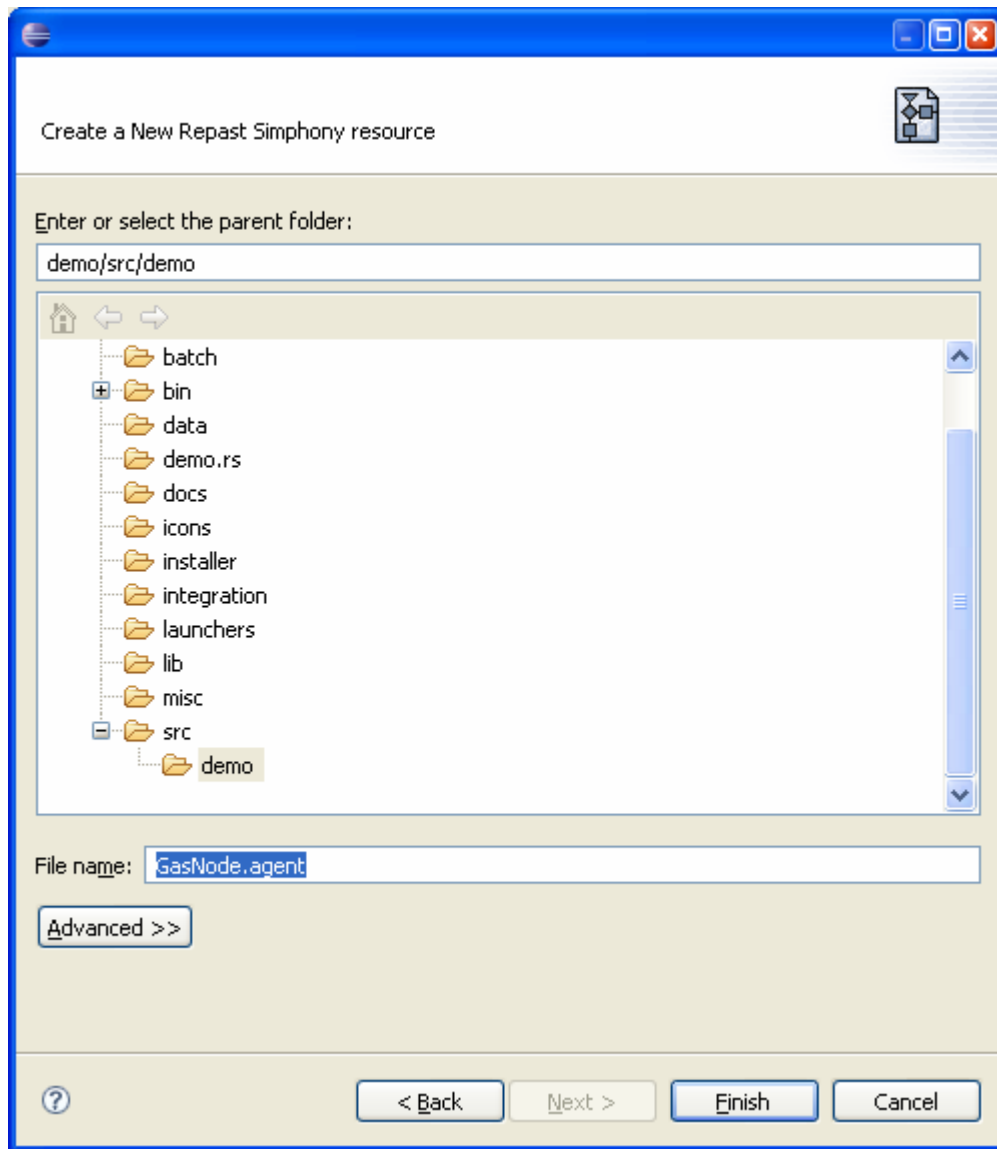 Create a New Repast Simphony resource
Enter or select the parent folder:
demo/src/demo
batch
bin
data
demo.rs
docs
icons
installer
integration
launchers
lib
misc
src
demo
File name: GasNode.agent
Advanced >>
< Back Next > Finish Cancel